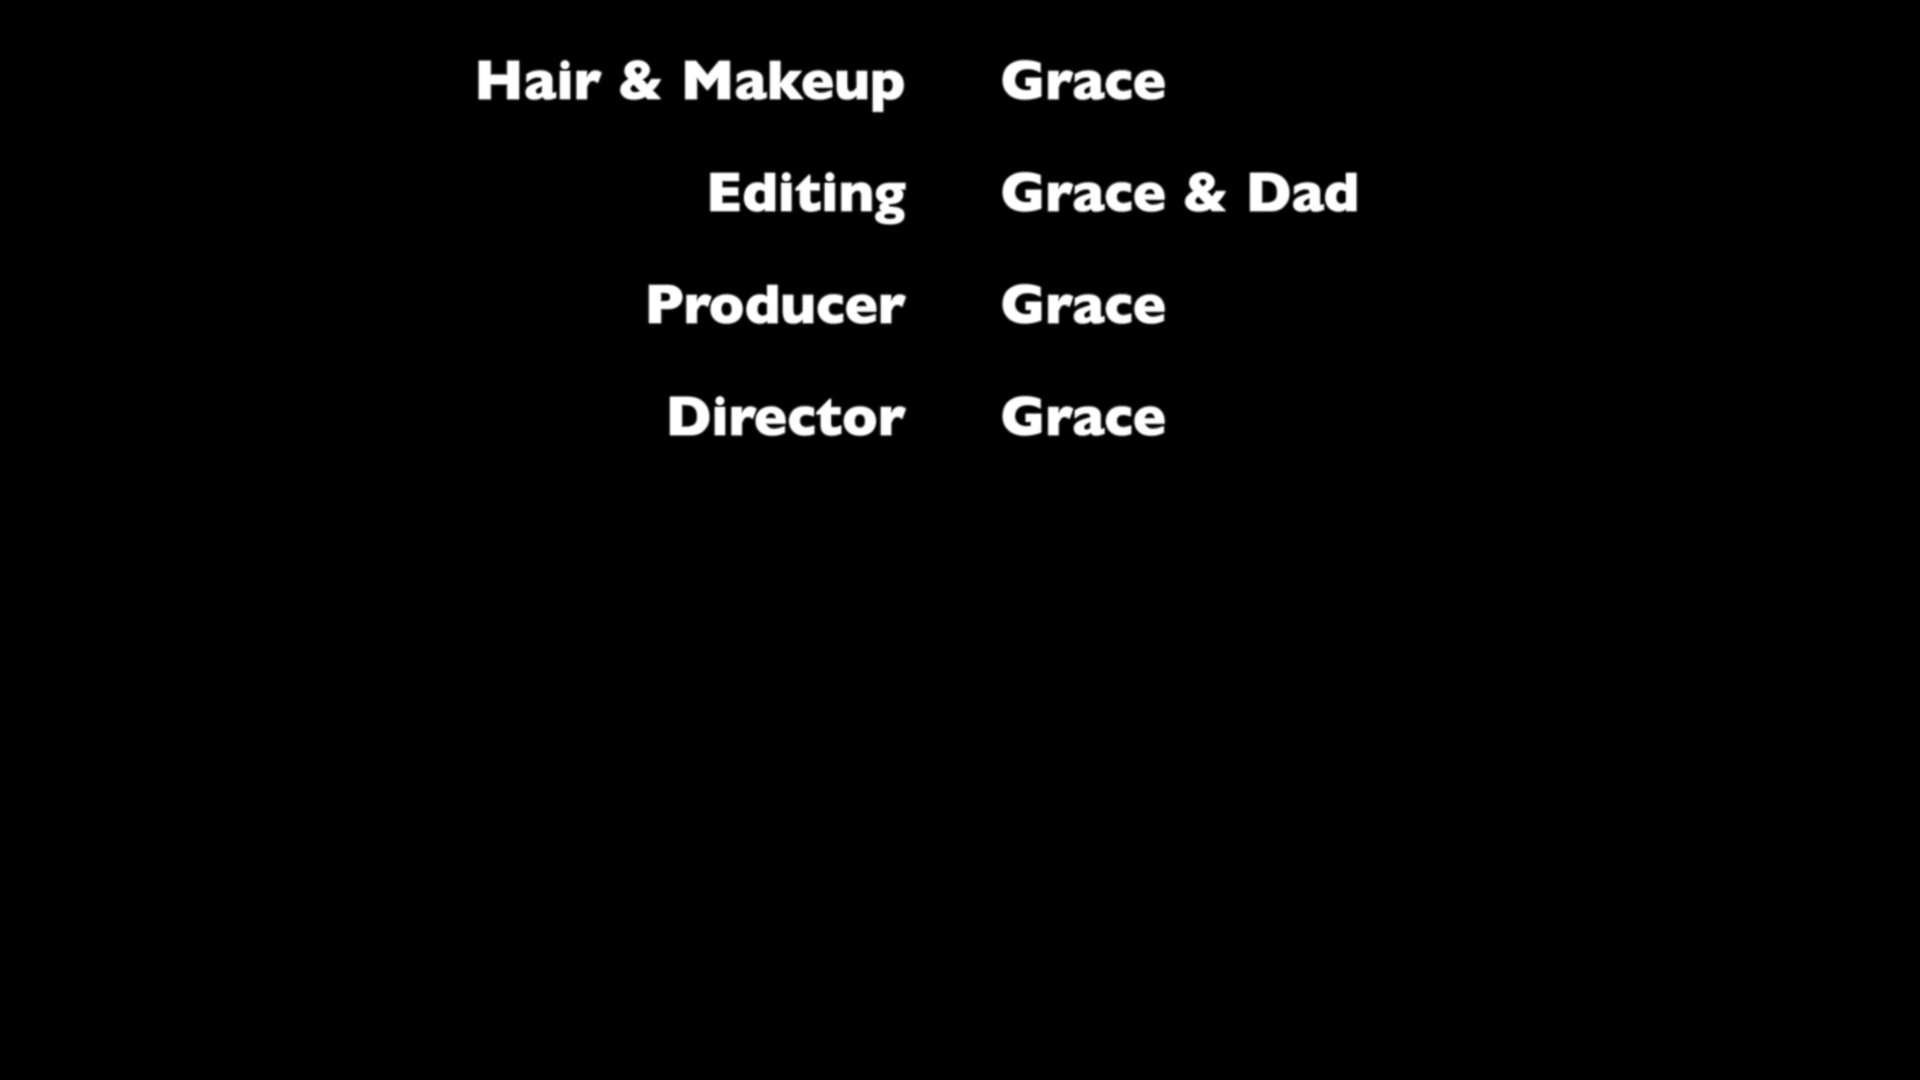 Hair & Makeup Grace
Editing Grace & Dad
Producer Grace
Director Grace